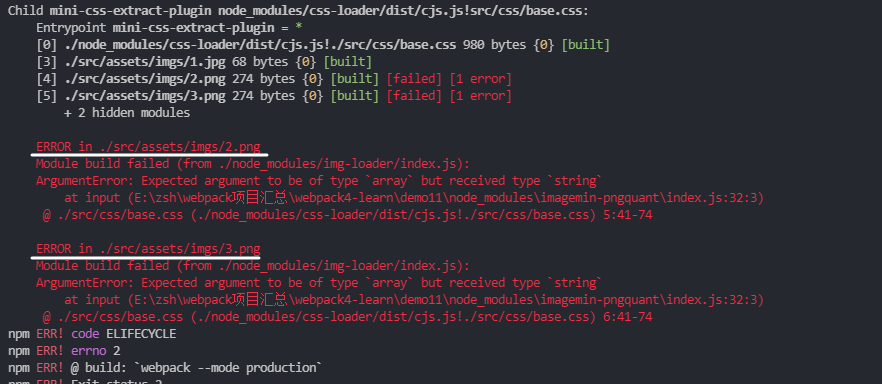 Child mini-css-extract-plugin node_modules/css-loader/dist/cjs.js!src/css/base.css:
Entrypoint mini-css-extract-plugin = *
[0] ./node_modules/css-loader/dist/cjs.js!./src/css/base.css 980 bytes {0} [built]
[3] ./src/assets/imgs/1.jpg 68 bytes {0} [built]
[4] ./src/assets/imgs/2.png 274 bytes {0} [built] [failed] [1 error]
[5] ./src/assets/imgs/3.png 274 bytes {0} [built] [failed] [1 error]
+ 2 hidden modules
ERROR in ./src/assets/imgs/2.png
Module build failed (from ./node_modules/img-loader/index.js):
ArgumentError: Expected argument to be of type `array` but received type `string`
at input (E:\zsh\webpack项目汇总\webpack4-learn\demo11\node_modules\imagemin-pngquant\index.js:32:3)
@ ./src/css/base.css (./node_modules/css-loader/dist/cjs.js!./src/css/base.css) 5:41-74
ERROR in ./src/assets/imgs/3.png
Module build failed (from ./node_modules/img-loader/index.js):
ArgumentError: Expected argument to be of type `array` but received type `string`
at input (E:\zsh\webpack项目汇总\webpack4-learn\demo11\node_modules\imagemin-pngquant\index.js:32:3)
@ ./src/css/base.css (./node_modules/css-loader/dist/cjs.js!./src/css/base.css) 6:41-74
npm ERR! code ELIFECYCLE
npm ERR! errno 2
npm ERR! @ build: `webpack --mode production`
npm ERR! Exit status 2